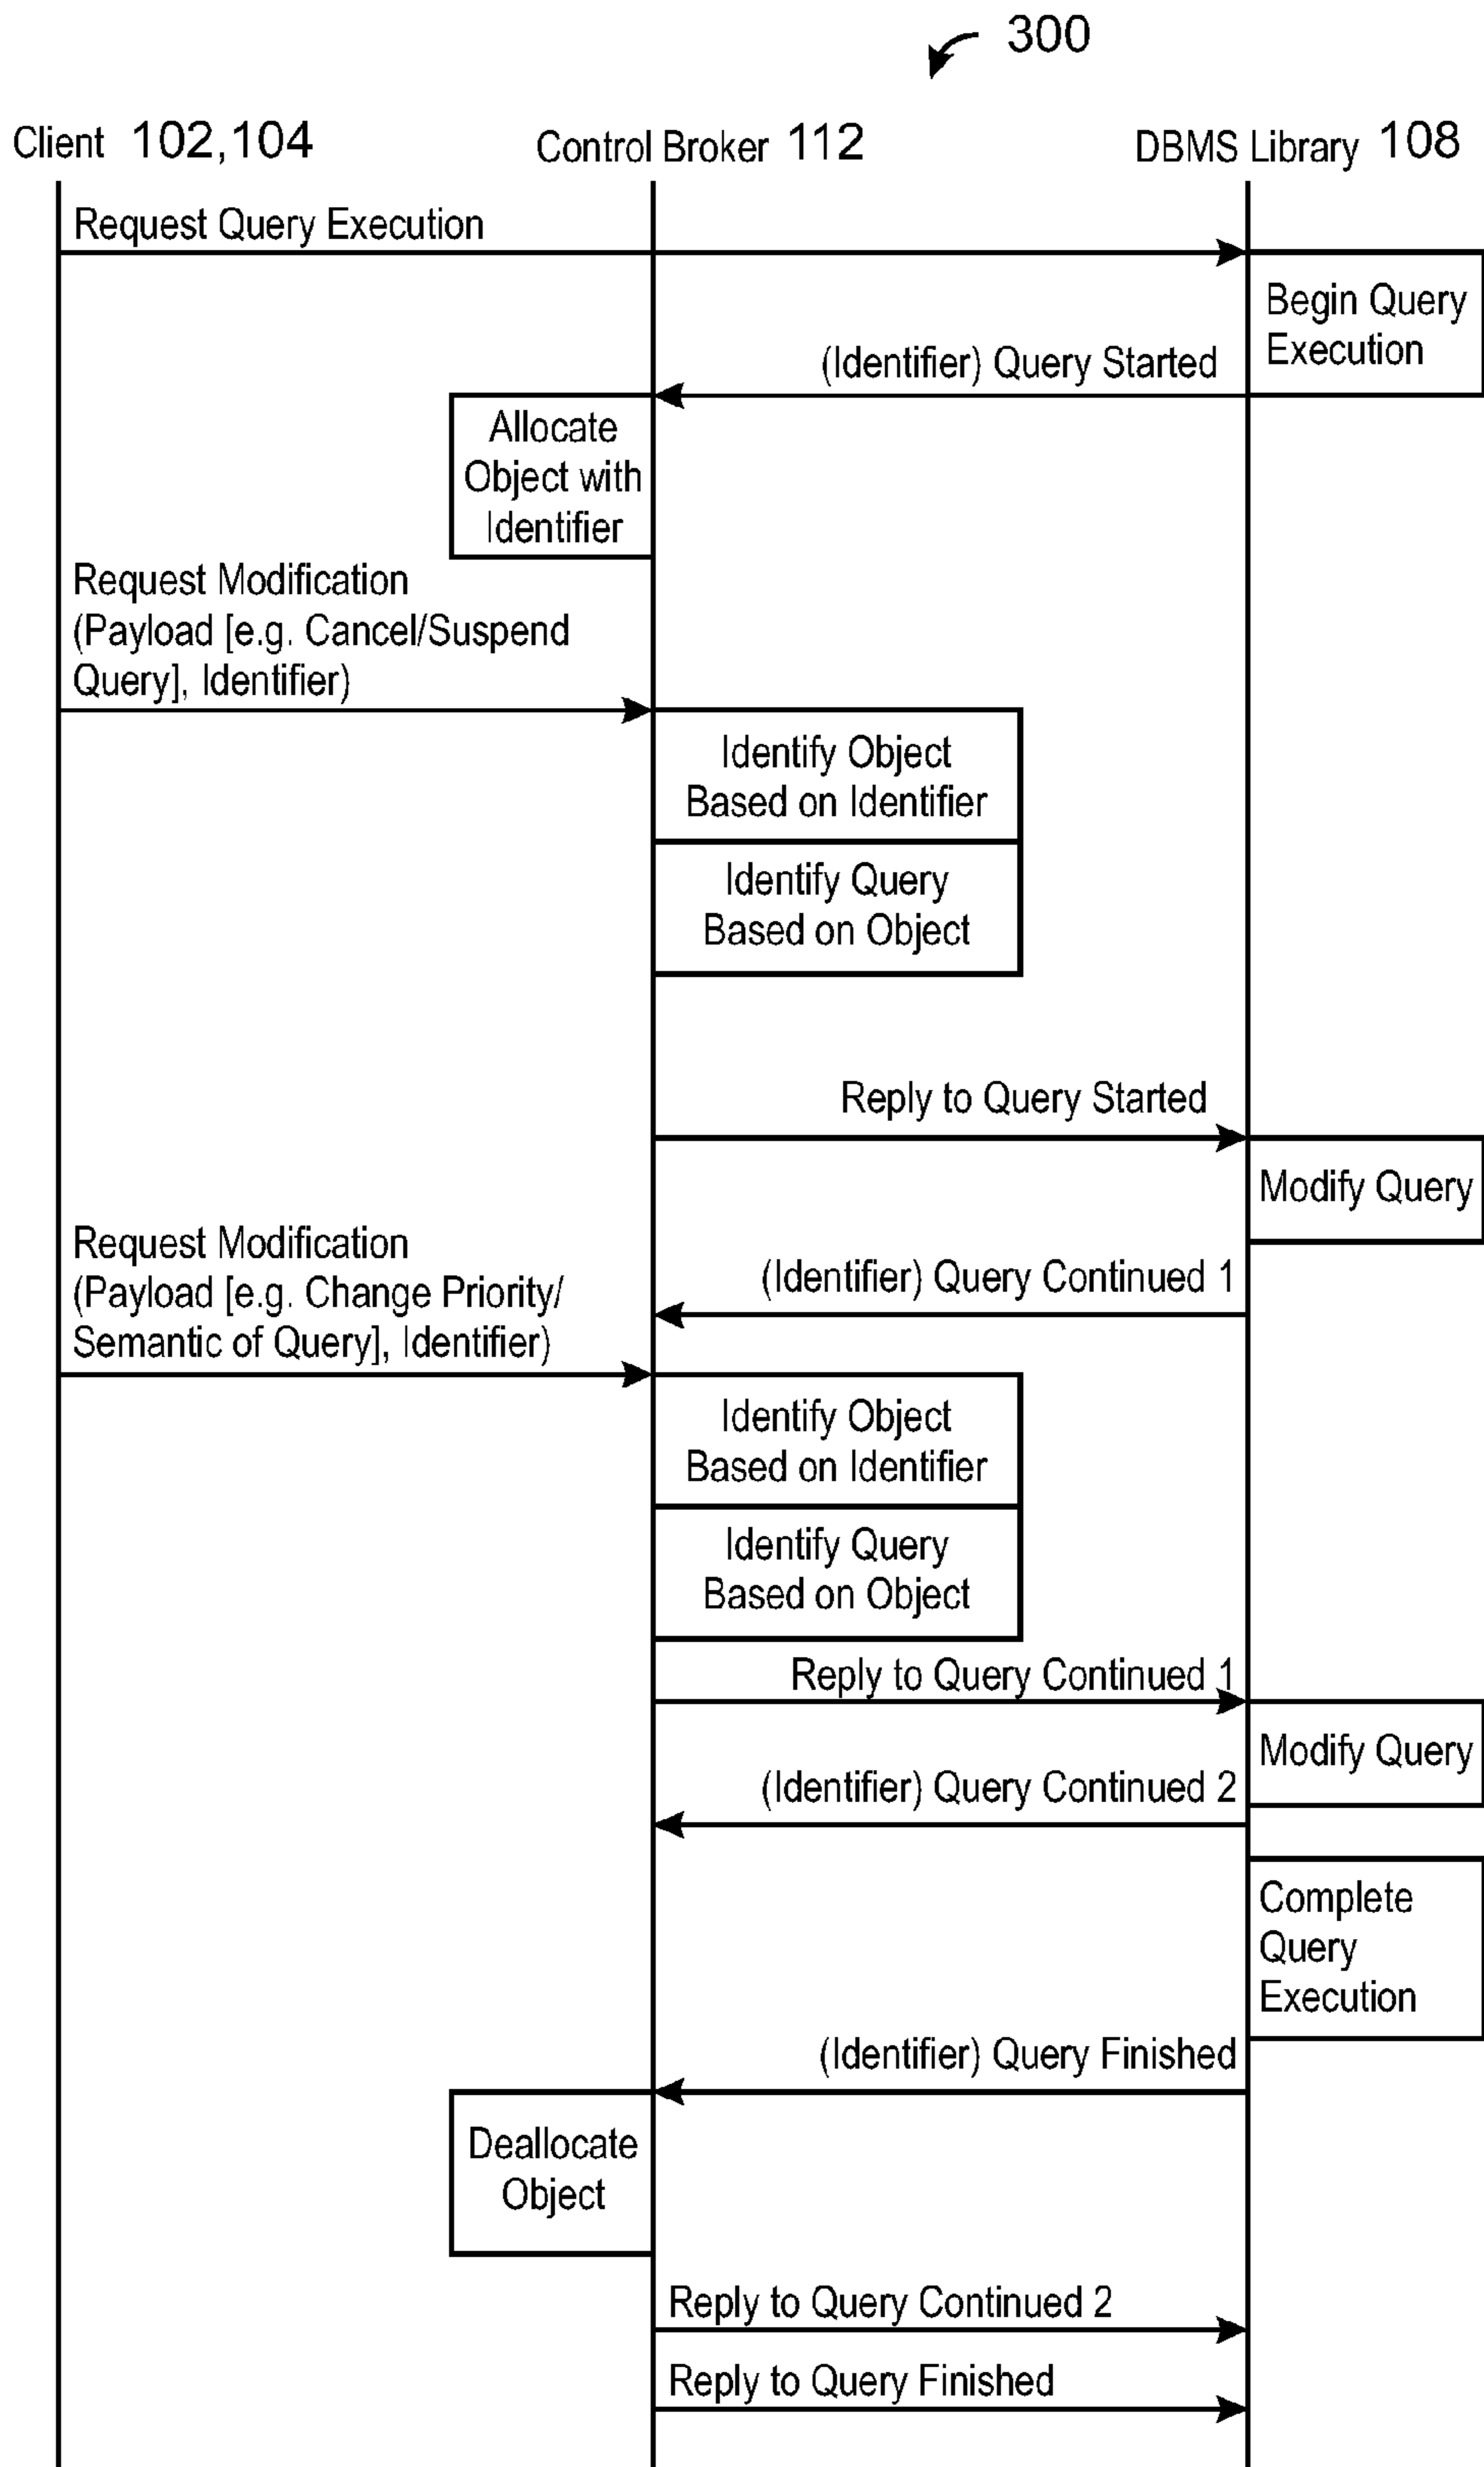 300
Client 102,104
Control Broker 112
DBMS Library 108
Request Query Execution
Begin Query
Execution
(Identifier) Query Started
Allocate
Object with
Identifier
Request Modification
(Payload [e.g. Cancel/Suspend
Query], Identifier)
Identify Object
Based on Identifier
Identify Query
Based on Object
Reply to Query Started
Modify Query
Request Modification
(Payload [e.g. Change Priority/
Semantic of Query], Identifier)
(Identifier) Query Continued 1
Identify Object
Based on Identifier
Identify Query
Based on Object
Reply to Query Continued 1
Modify Query
(Identifier) Query Continued 2
Complete
Query
Execution
(Identifier) Query Finished
Deallocate
Object
Reply to Query Continued 2
Reply to Query Finished